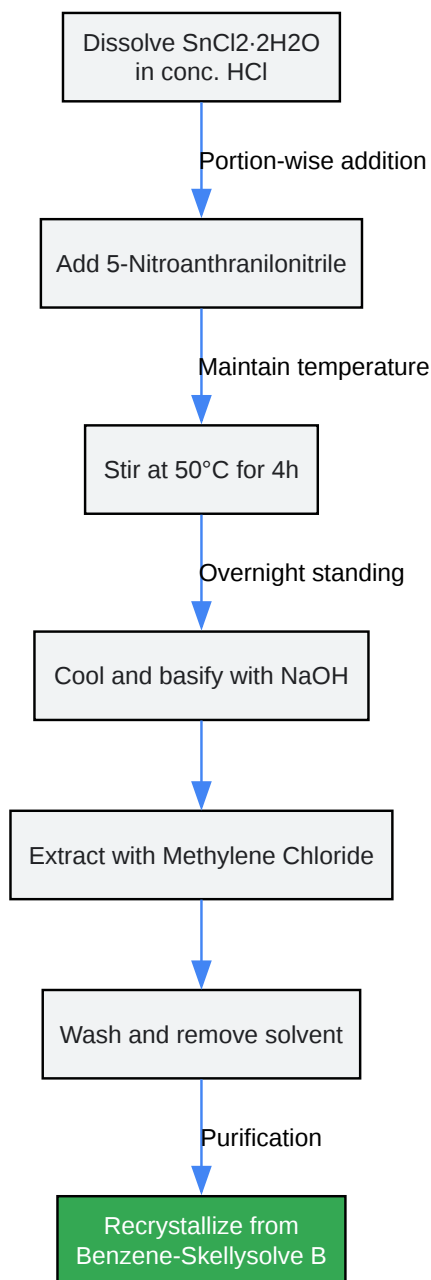 Dissolve SnCl2·2H2O
in conc. HCl
Portion-wise addition
Add 5-Nitroanthranilonitrile
Maintain temperature
Stir at 50°C for 4h
Overnight standing
Cool and basify with NaOH
Extract with Methylene Chloride
Wash and remove solvent
Purification
Recrystallize from
Benzene-Skellysolve B